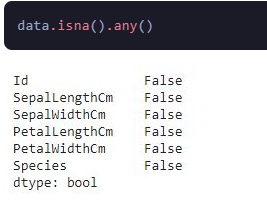 data.isna().any()
Id False
SepalLengthCm False
SepalWidthCm False
PetalLengthCm False
PetalWidthCm False
Species False
dtype: bool